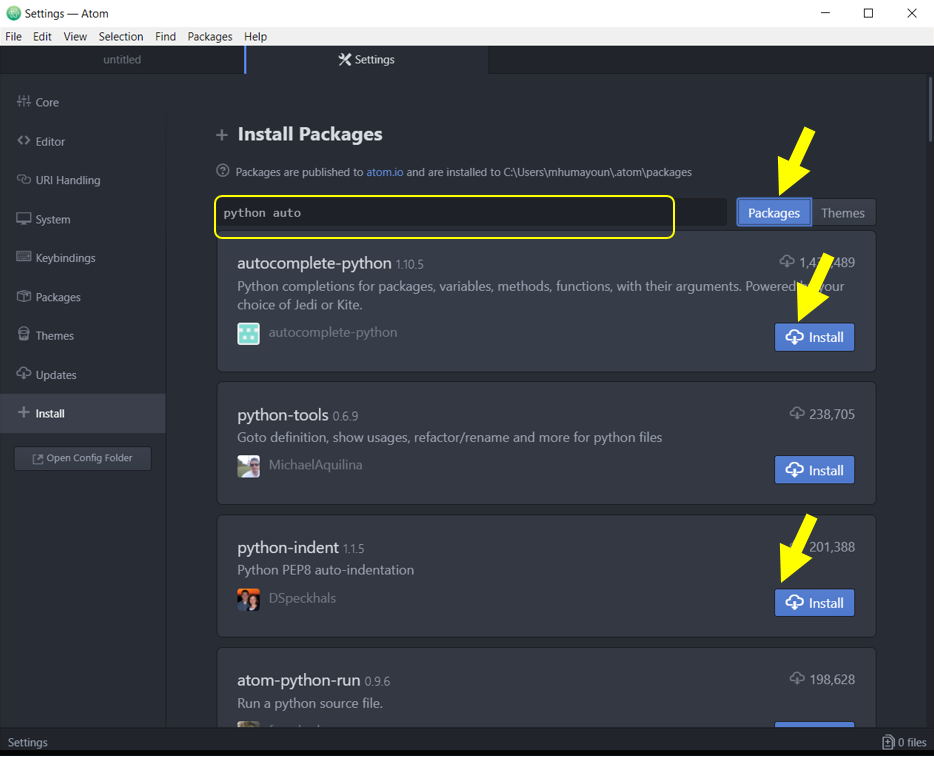 Settings — Atom
File Edit View Selection Find Packages Help
untitled
Settings
Core
Editor
URI Handling
System
Keybindings
Packages
Themes
Updates
Install
Open Config Folder
Install Packages
Packages are published to atom.io and are installed to C:\Users\mhumayoun\.atom\packages
python auto
Packages
Themes
autocomplete-python 1.10.5
Python completions for packages, variables, methods, functions, with their arguments. Powered your
choice of Jedi or Kite.
autocomplete-python
Install
python-tools 0.6.9
238,705
Goto definition, show usages, refactor/rename and more for python files
MichaelAquilina
Install
python-indent 1.1.5
201,388
Python PEP8 auto-indentation
DSpeckhals
Install
atom-python-run 0.9.6
198,628
Run a python source file.
Settings
0 files